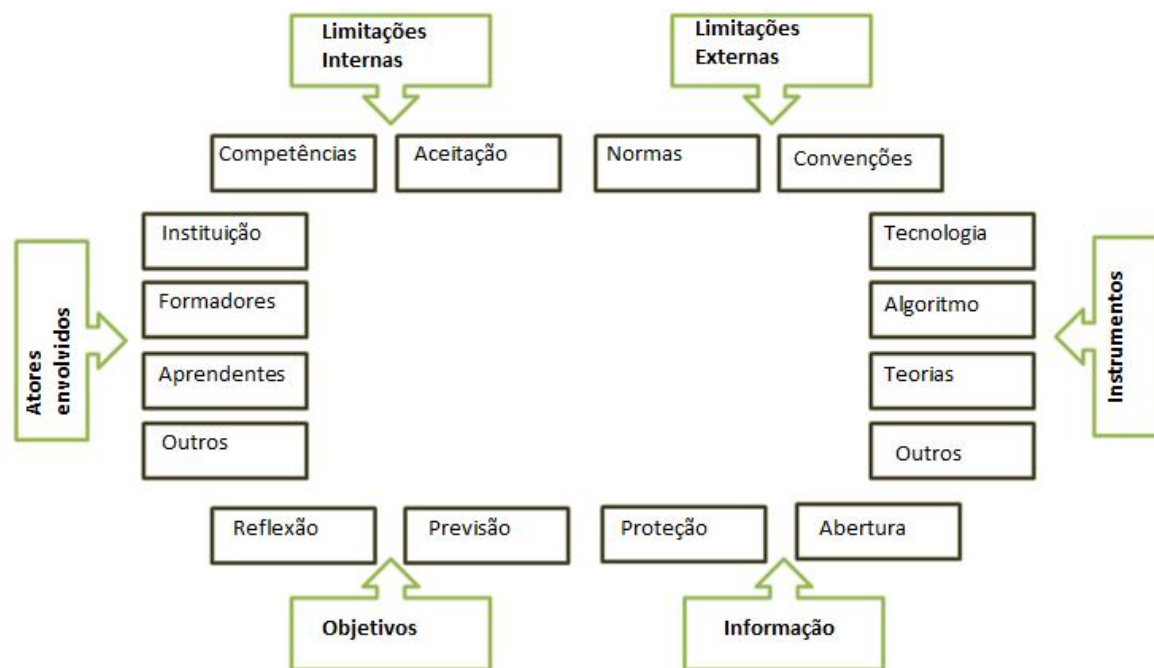 Limitações
Internas
Limitações
Externas
Competências
Aceitação
Normas
Convenções
Atores
envolvidos
Instituição
Formadores
Aprendentes
Outros
Tecnologia
Algoritmo
Teorias
Outros
Instrumentos
Reflexão
Previsão
Proteção
Abertura
Objetivos
Informação